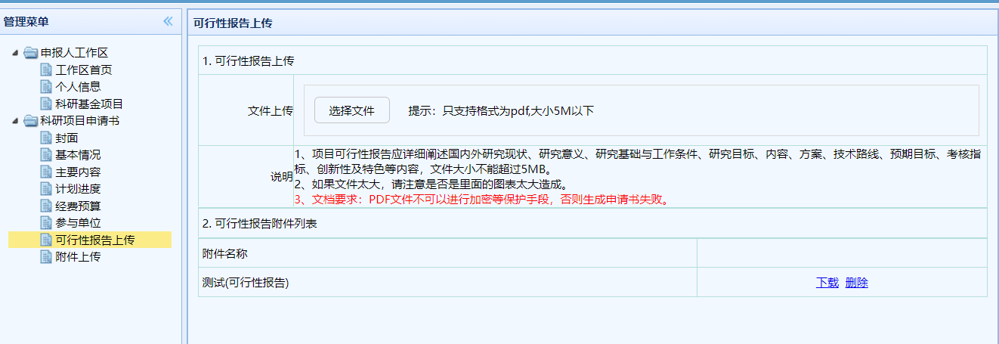 管理菜单
申报人工作区
工作区首页
个人信息
科研基金项目
科研项目申请书
封面
基本情况
主要内容
计划进度
经费预算
参与单位
可行性报告上传
附件上传
可行性报告上传
1. 可行性报告上传
文件上传
选择文件 提示：只支持格式为pdf,大小5M以下
说明
1、项目可行性报告应详细阐述国内外研究现状、研究意义、研究基础与工作条件、研究目标、内容、方案、技术路线、预期目标、考核指
标、创新性及特色等内容，文件大小不能超过5MB。
2、如果文件太大，请注意是否是里面的图表太大造成。
3、文档要求：PDF文件不可以进行加密等保护手段，否则生成申请书失败。
2. 可行性报告附件列表
附件名称
测试(可行性报告) 下载 删除